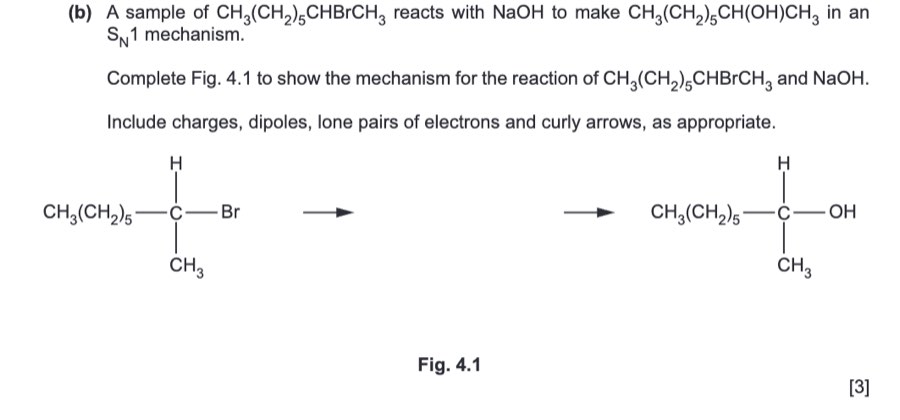 (b) A sample of CH₃(CH₂)₅CHBrCH₃ reacts with NaOH to make CH₃(CH₂)₅CH(OH)CH₃ in an
Sɴ1 mechanism.
Complete Fig. 4.1 to show the mechanism for the reaction of CH₃(CH₂)₅CHBrCH₃ and NaOH.
Include charges, dipoles, lone pairs of electrons and curly arrows, as appropriate.
H H
CH₃(CH₂)₅ C Br CH₃(CH₂)₅ C OH
CH₃ CH₃
Fig. 4.1
[3]